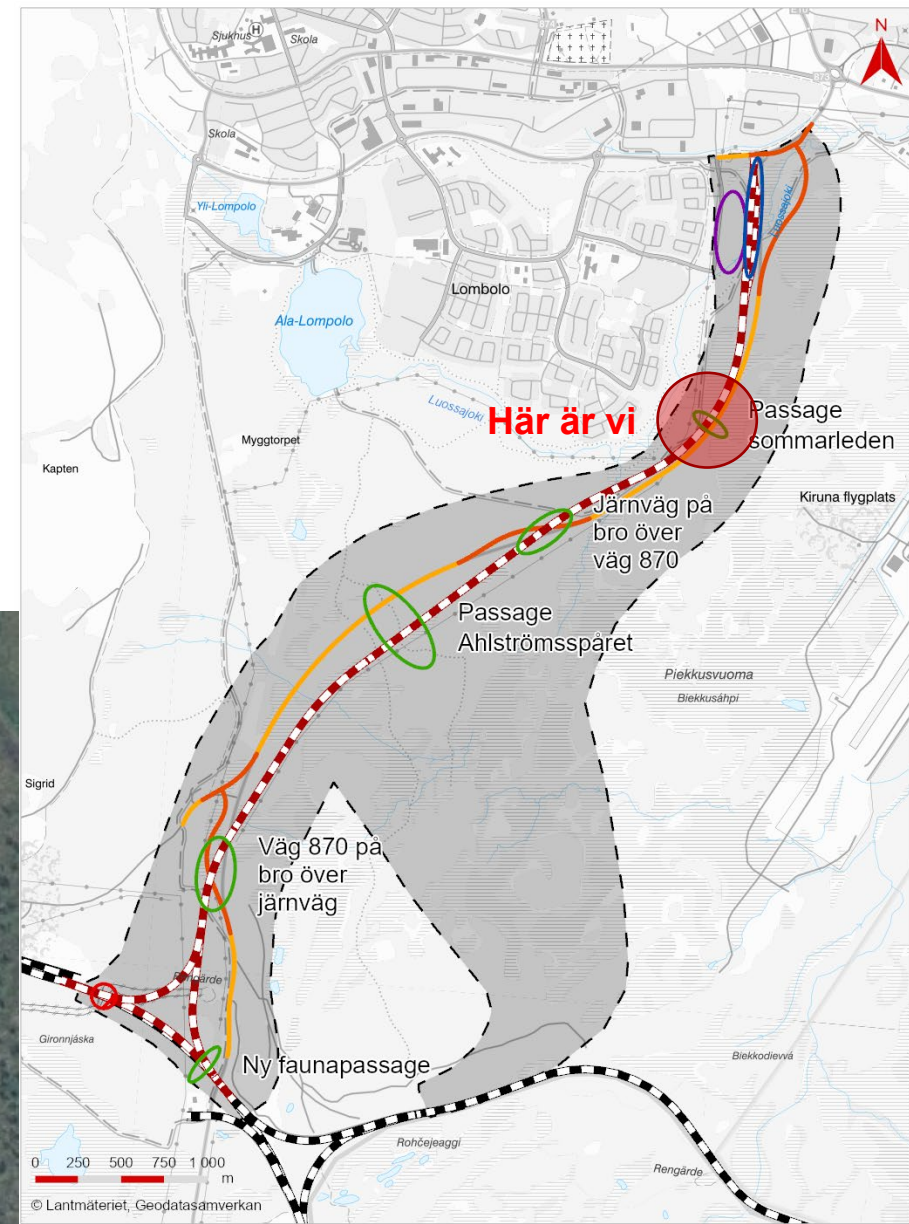 N
Sjukhus
H
Skola
Skola
Yli-Lompolo
Ala-Lompolo
Lombolo
Luossajoki
Luossajoki
Här är vi
Passage
sommarleden
Myggtorpet
Kapten
Kiruna flygplats
Järnväg på
bro över
väg 870
Passage
Ahlströmsspåret
Piekkusvuoma
Biekkusáhpi
Sigrid
Väg 870 på
bro över
järnväg
Rengärde
Gironnjáska
Ny faunapassage
Biekkodievvá
Rohčejeaggi
Rengärde
0 250 500 750 1 000
m
© Lantmäteriet, Geodatasamverkan